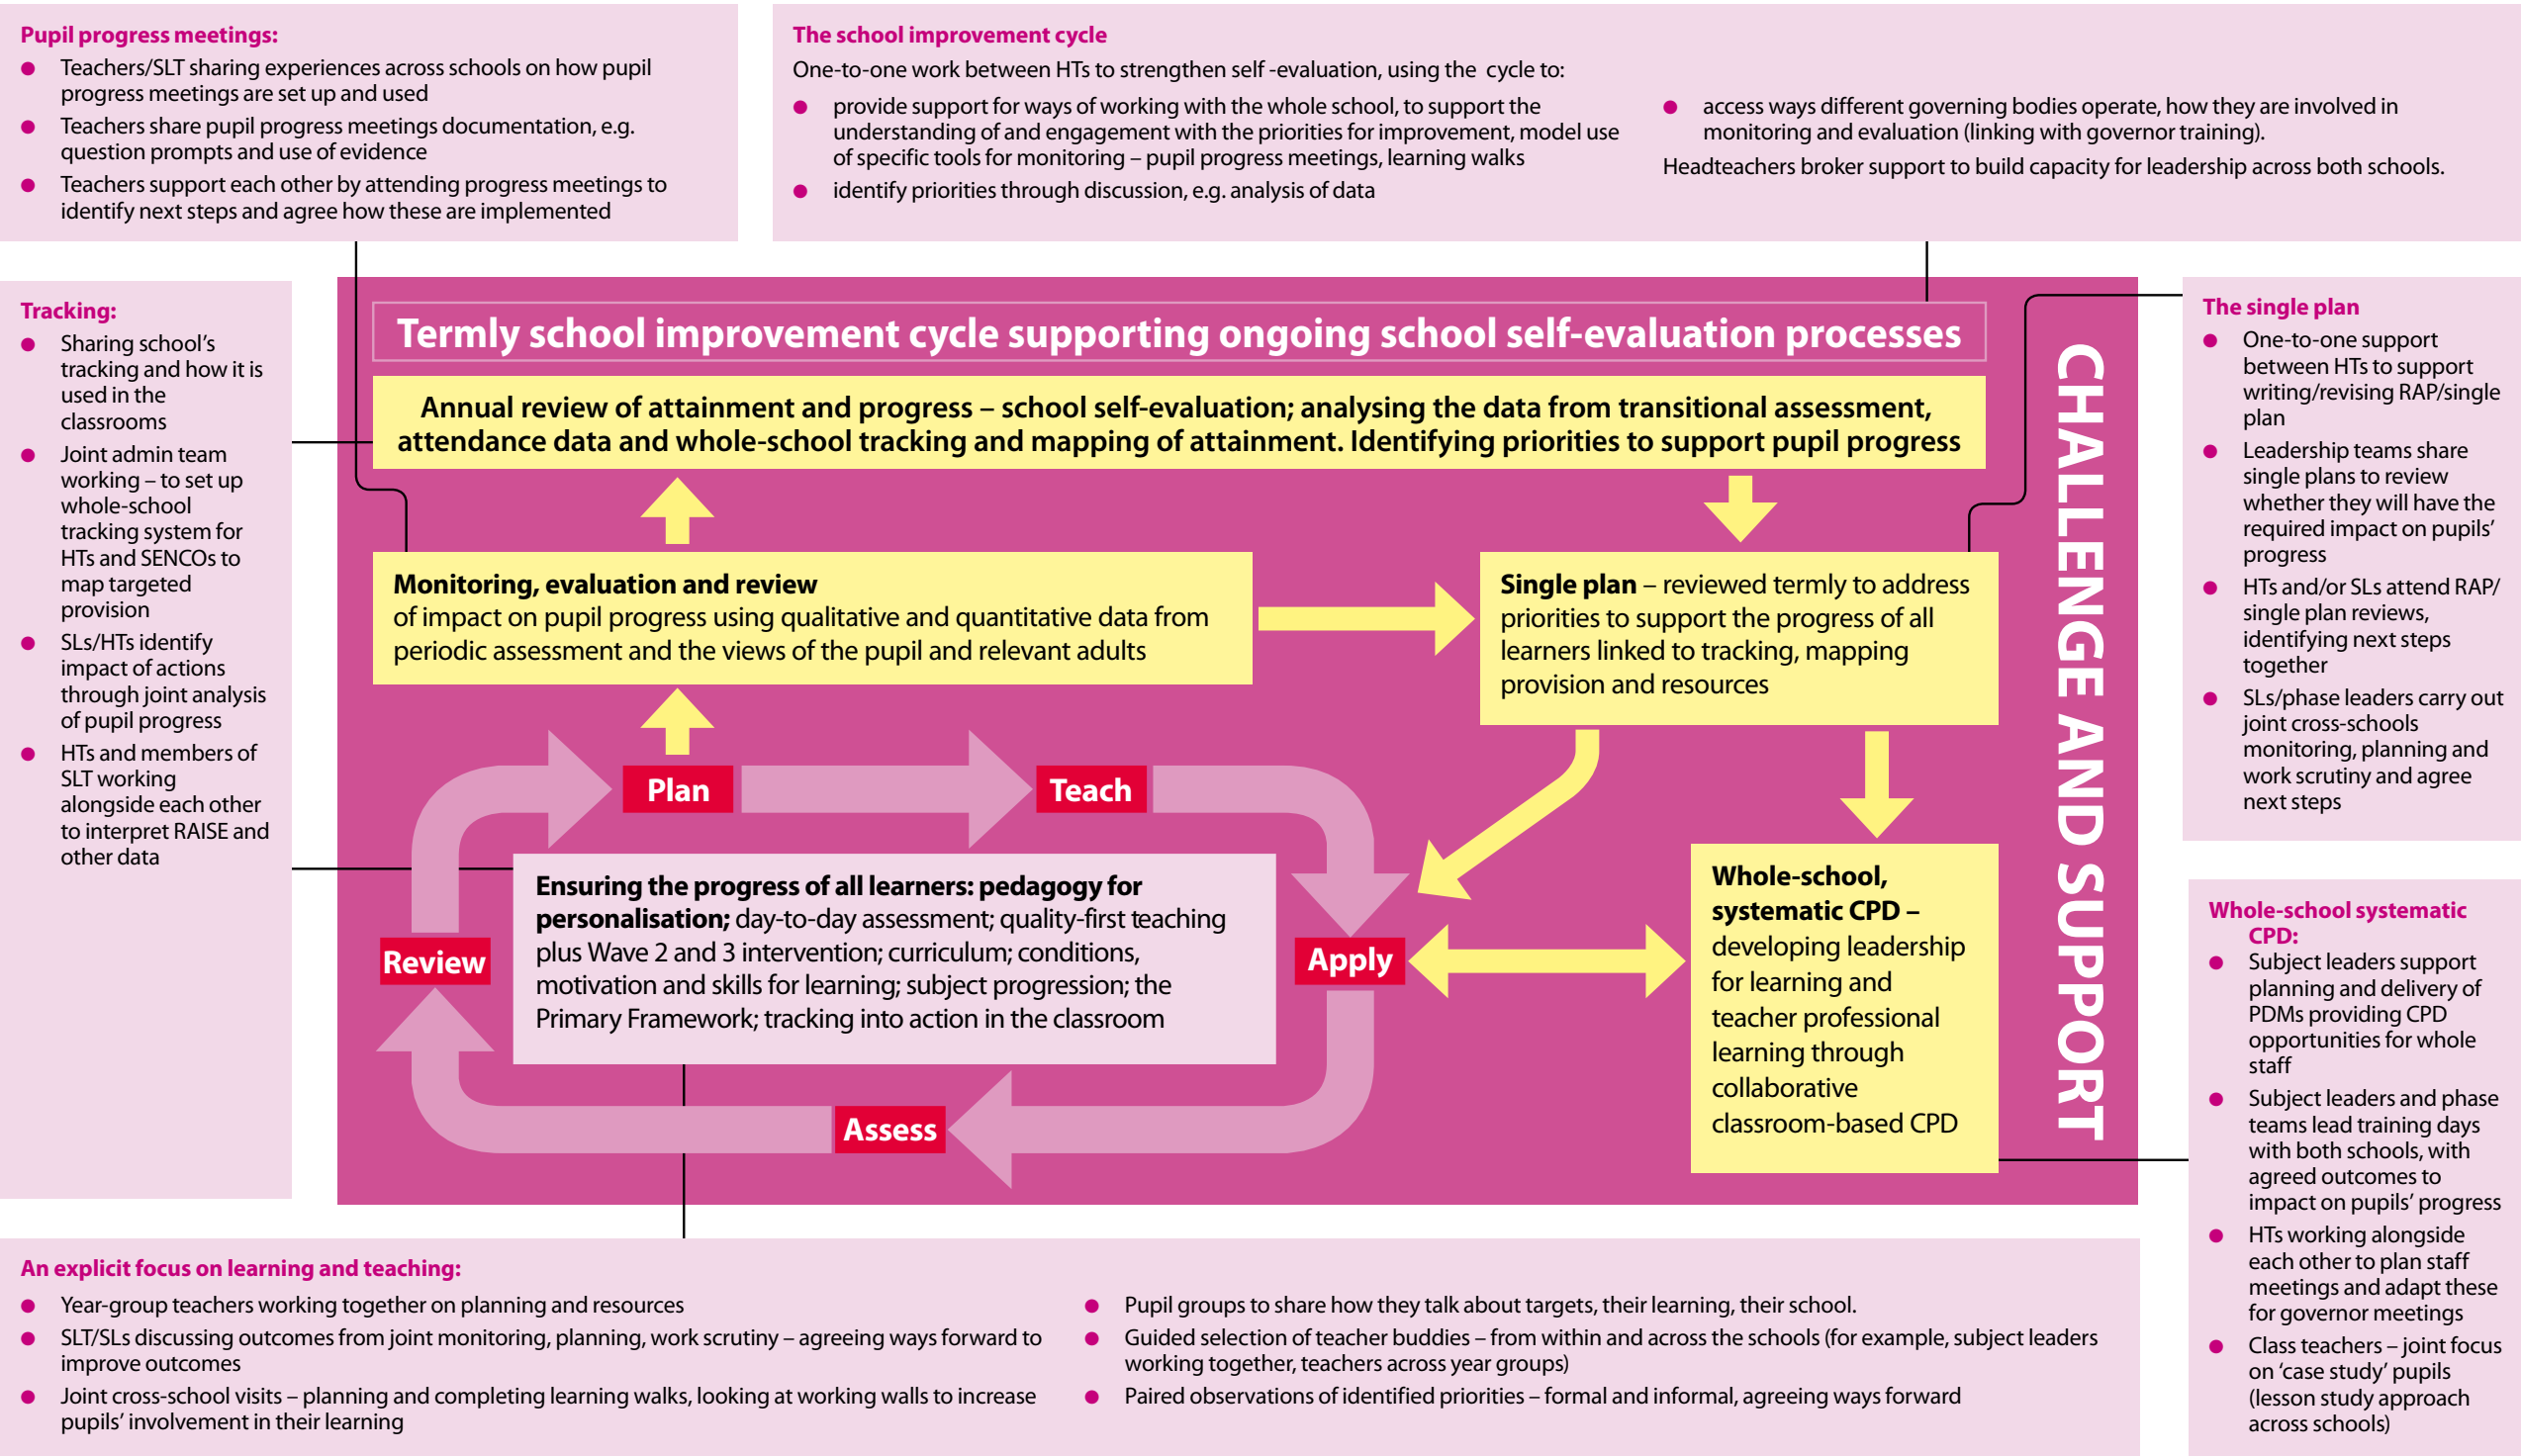 Pupil progress meetings:
● Teachers/SLT sharing experiences across schools on how pupil
progress meetings are set up and used
● Teachers share pupil progress meetings documentation, e.g.
question prompts and use of evidence
● Teachers support each other by attending progress meetings to
identify next steps and agree how these are implemented
The school improvement cycle
One-to-one work between HTs to strengthen self -evaluation, using the cycle to:
● provide support for ways of working with the whole school, to support the
understanding of and engagement with the priorities for improvement, model use
of specific tools for monitoring – pupil progress meetings, learning walks
● identify priorities through discussion, e.g. analysis of data
● access ways different governing bodies operate, how they are involved in
monitoring and evaluation (linking with governor training).
Headteachers broker support to build capacity for leadership across both schools.
Tracking:
● Sharing school’s
tracking and how it is
used in the
classrooms
● Joint admin team
working – to set up
whole-school
tracking system for
HTs and SENCOs to
map targeted
provision
● SLs/HTs identify
impact of actions
through joint analysis
of pupil progress
● HTs and members of
SLT working
alongside each other
to interpret RAISE and
other data
Termly school improvement cycle supporting ongoing school self-evaluation processes
Annual review of attainment and progress – school self-evaluation; analysing the data from transitional assessment,
attendance data and whole-school tracking and mapping of attainment. Identifying priorities to support pupil progress
Monitoring, evaluation and review
of impact on pupil progress using qualitative and quantitative data from
periodic assessment and the views of the pupil and relevant adults
Single plan – reviewed termly to address
priorities to support the progress of all
learners linked to tracking, mapping
provision and resources
Plan
Teach
Apply
Assess
Review
Ensuring the progress of all learners: pedagogy for
personalisation; day-to-day assessment; quality-first teaching
plus Wave 2 and 3 intervention; curriculum; conditions,
motivation and skills for learning; subject progression; the
Primary Framework; tracking into action in the classroom
Whole-school,
systematic CPD –
developing leadership
for learning and
teacher professional
learning through
collaborative
classroom-based CPD
CHALLENGE AND SUPPORT
The single plan
● One-to-one support
between HTs to support
writing/revising RAP/single
plan
● Leadership teams share
single plans to review
whether they will have the
required impact on pupils’
progress
● HTs and/or SLs attend RAP/
single plan reviews,
identifying next steps
together
● SLs/phase leaders carry out
joint cross-schools
monitoring, planning and
work scrutiny and agree
next steps
Whole-school systematic
CPD:
● Subject leaders support
planning and delivery of
PDMs providing CPD
opportunities for whole
staff
● Subject leaders and phase
teams lead training days
with both schools, with
agreed outcomes to
impact on pupils’ progress
● HTs working alongside
each other to plan staff
meetings and adapt these
for governor meetings
● Class teachers – joint focus
on ‘case study’ pupils
(lesson study approach
across schools)
An explicit focus on learning and teaching:
● Year-group teachers working together on planning and resources
● SLT/SLs discussing outcomes from joint monitoring, planning, work scrutiny – agreeing ways forward to
improve outcomes
● Joint cross-school visits – planning and completing learning walks, looking at working walls to increase
pupils’ involvement in their learning
● Pupil groups to share how they talk about targets, their learning, their school.
● Guided selection of teacher buddies – from within and across the schools (for example, subject leaders
working together, teachers across year groups)
● Paired observations of identified priorities – formal and informal, agreeing ways forward